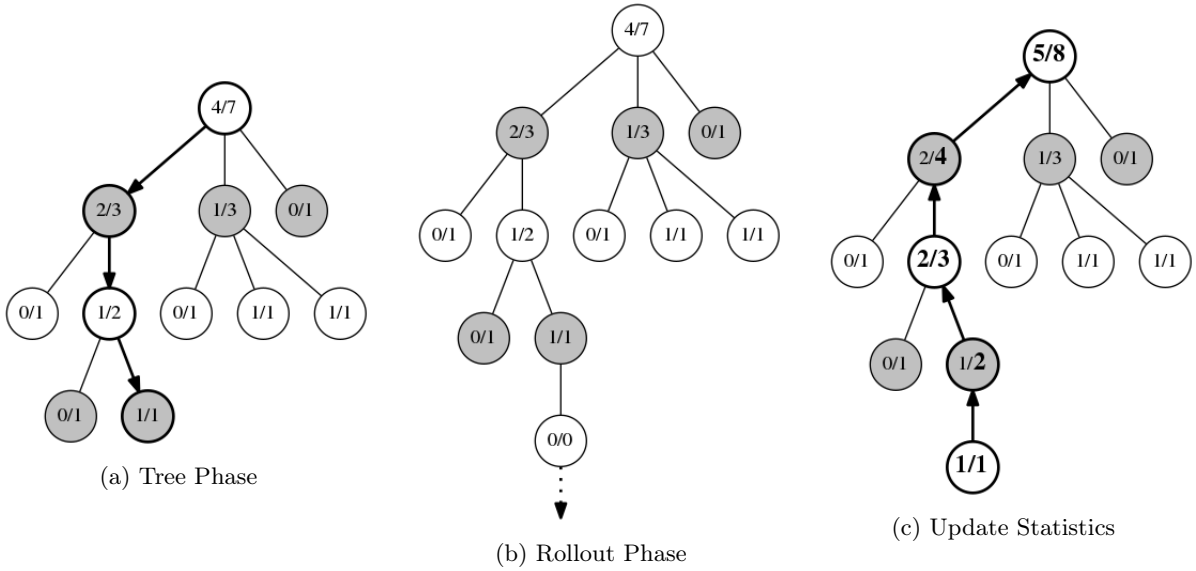 4/7
2/3 1/3 0/1
0/1 1/2 0/1 1/1 1/1
0/1 1/1
(a) Tree Phase
4/7
2/3 1/3 0/1
0/1 1/2 0/1 1/1 1/1
0/1 1/1
0/0
(b) Rollout Phase
5/8
2/4 1/3 0/1
0/1 2/3 0/1 1/1 1/1
0/1 1/2
1/1
(c) Update Statistics